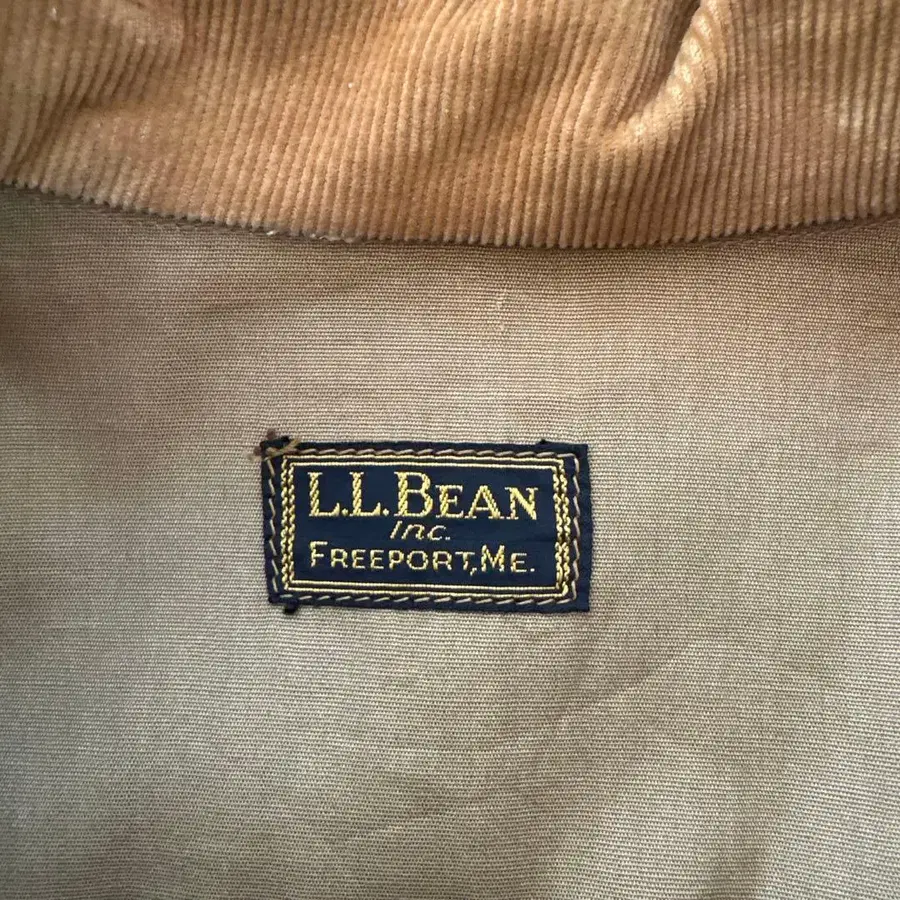 L.L.BEAN
Inc.
FREEPORT, ME.